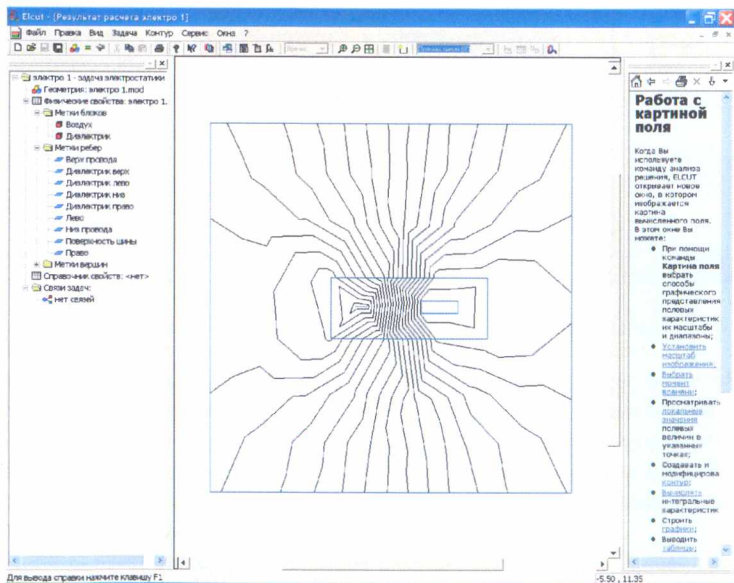 Elcut - [Результат расчета электро 1]
Файл Правка Вид Задача Контур Сервис Окна ?
электро 1 - задача электростатики
Геометрия: электро 1.mod
Физические свойства: электро 1.
Метки блоков
Воздух
Диэлектрик
Метки ребер
Верх провода
Диэлектрик верх
Диэлектрик лево
Диэлектрик низ
Диэлектрик право
Лево
Низ провода
Поверхность шины
Право
Метки вершин
Справочник свойств: <нет>
Связи задач:
нет связей
Работа с
картиной
поля
Когда Вы
используете
команду анализа
решения, ELCUT
открывает новое
окно, в котором
изображается
картина
вычисленного поля.
В этом окне Вы
можете:
При помощи
команды
Картина поля
выбрать
способы
графического
представления
полевых
характеристик
их масштабы
и диапазоны;
Установить
масштаб
изображения;
Выбрать
момент
времени;
Просматривать
локальные
значения
полевых
величин в
указанных
точках;
Создавать и
модифицирова
контур;
Вычислять
интегральные
характеристик
Строить
графики;
Выводить
таблицы;
Для вывода справки нажмите клавишу F1
-5.50 , 11.35